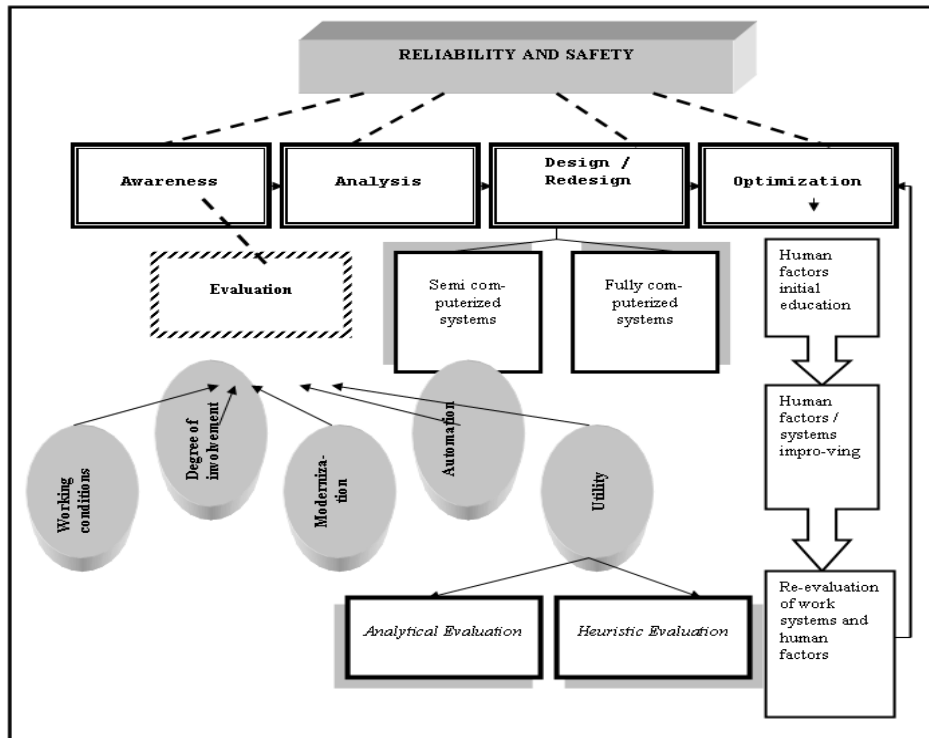 RELIABILITY AND SAFETY
Awareness
Analysis
Design /
Redesign
Optimization
Evaluation
Semi com-
puterized
systems
Fully com-
puterized
systems
Human
factors
initial
education
Working
conditions
Degree of
involvement
Moderniza-
tion
Automation
Utility
Human
factors /
systems
impro-ving
Analytical Evaluation
Heuristic Evaluation
Re-evaluation
of work
systems and
human
factors